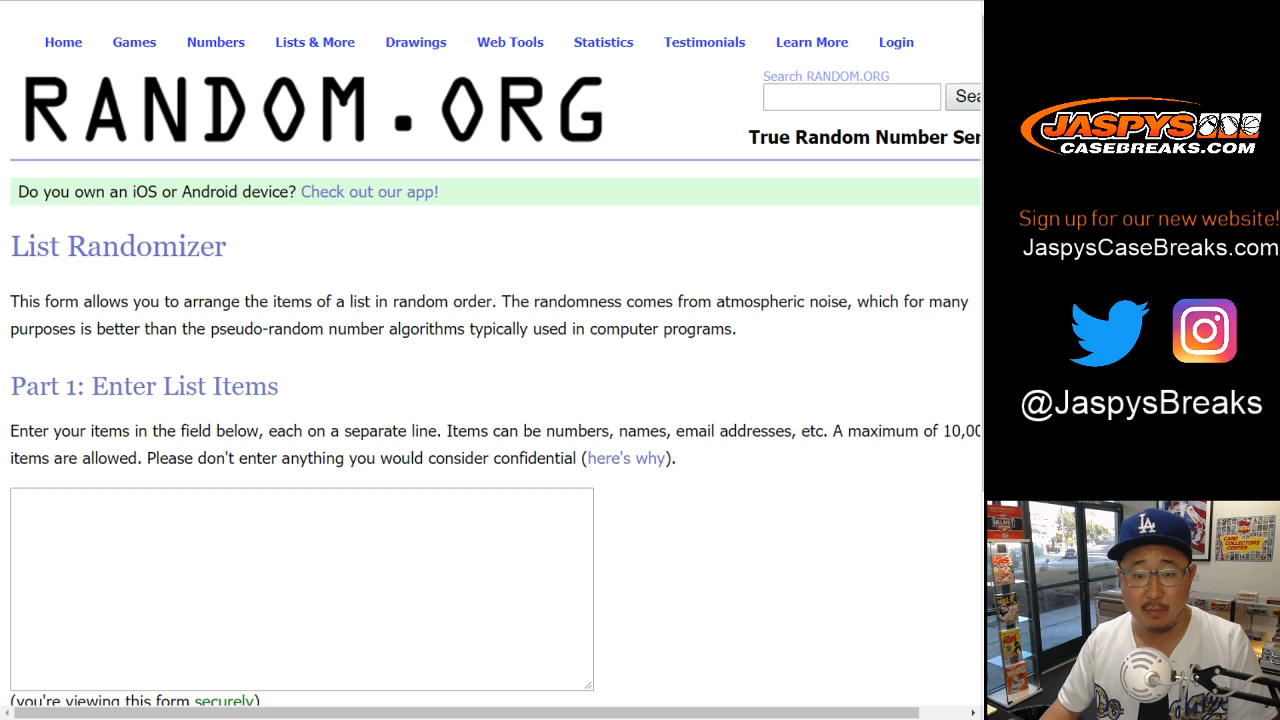 Home Games Numbers Lists & More Drawings Web Tools Statistics Testimonials Learn More Login
RANDOM.ORG
Search RANDOM.ORG
Sea
True Random Number Ser
Do you own an iOS or Android device? Check out our app!
List Randomizer
This form allows you to arrange the items of a list in random order. The randomness comes from atmospheric noise, which for many
purposes is better than the pseudo-random number algorithms typically used in computer programs.
Part 1: Enter List Items
Enter your items in the field below, each on a separate line. Items can be numbers, names, email addresses, etc. A maximum of 10,00
items are allowed. Please don't enter anything you would consider confidential (here's why).
(you're viewing this form securely)
JASPYS
CASEBREAKS.COM
Sign up for our new website!
JaspysCaseBreaks.com
@JaspysBreaks
LA
CARD
COLLECTORS
CENTER
HELMET